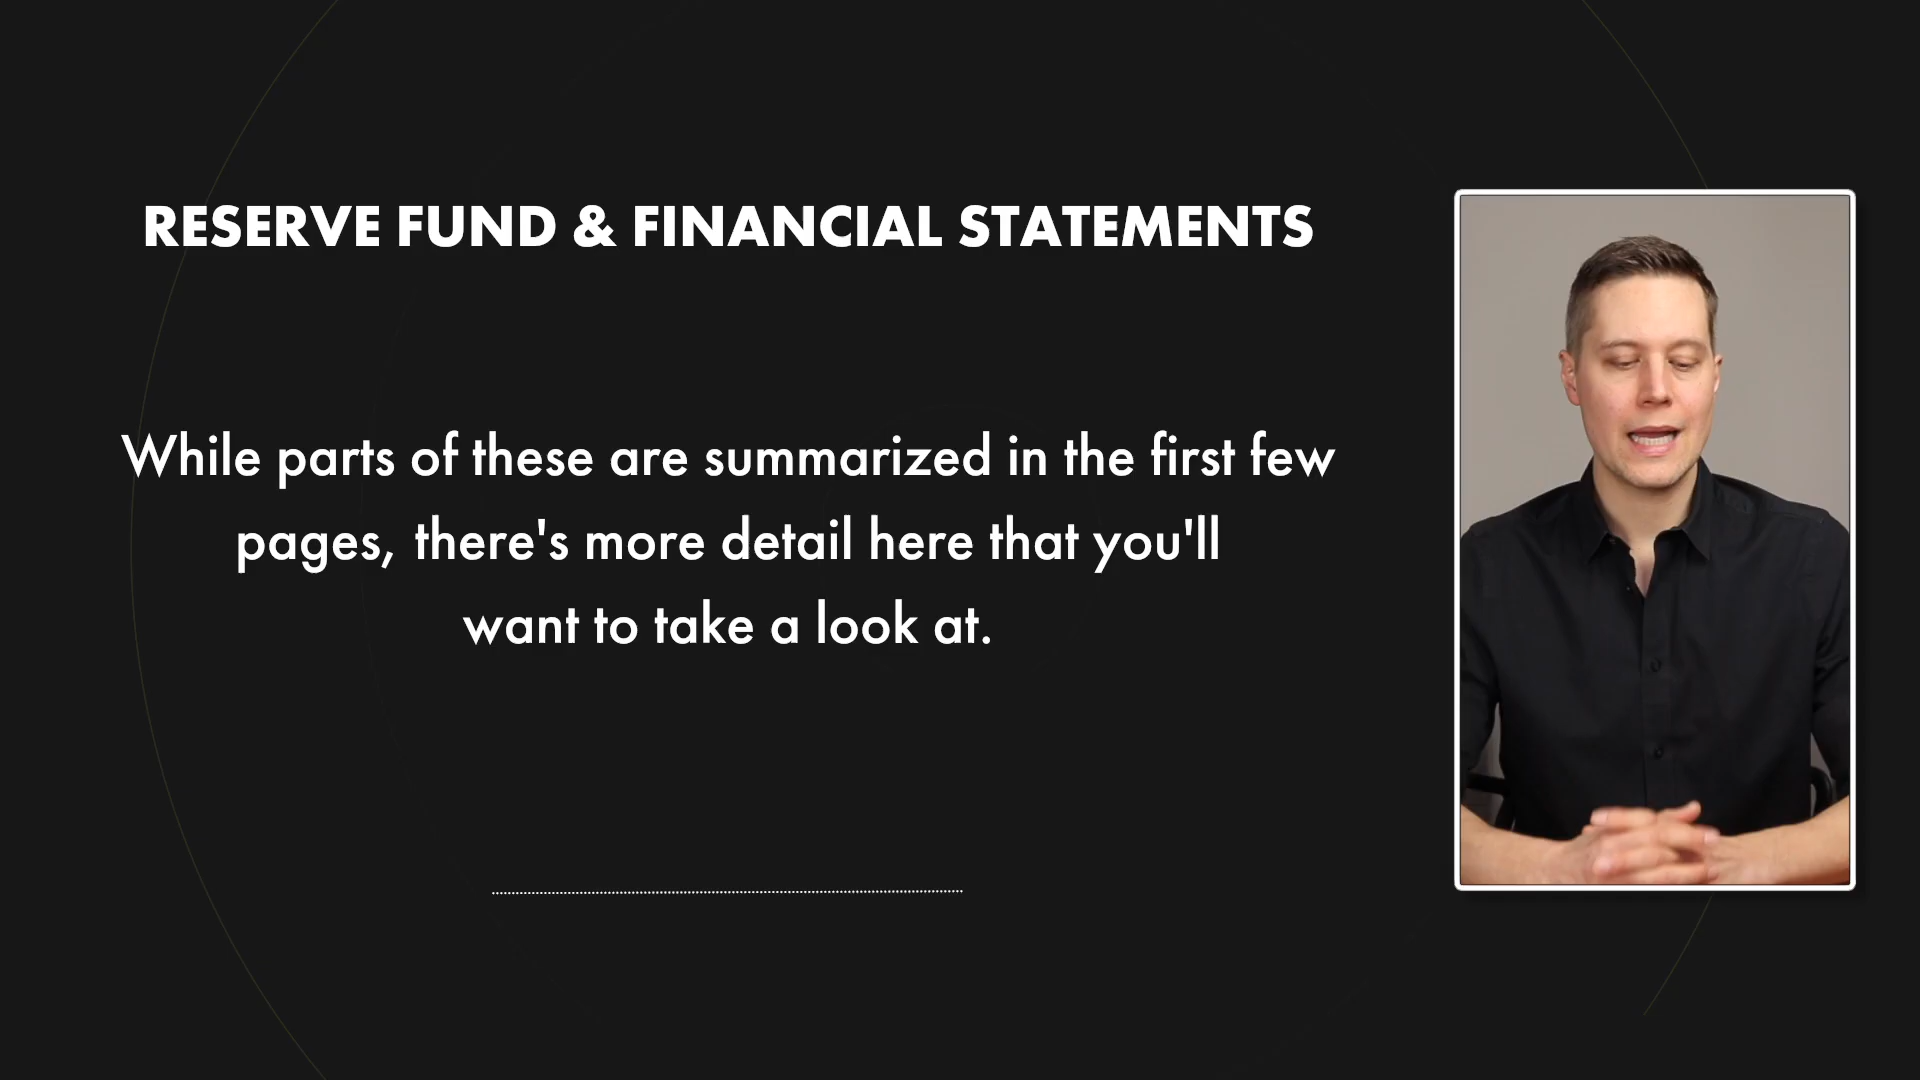 RESERVE FUND & FINANCIAL STATEMENTS
While parts of these are summarized in the first few
pages, there's more detail here that you'll
want to take a look at.